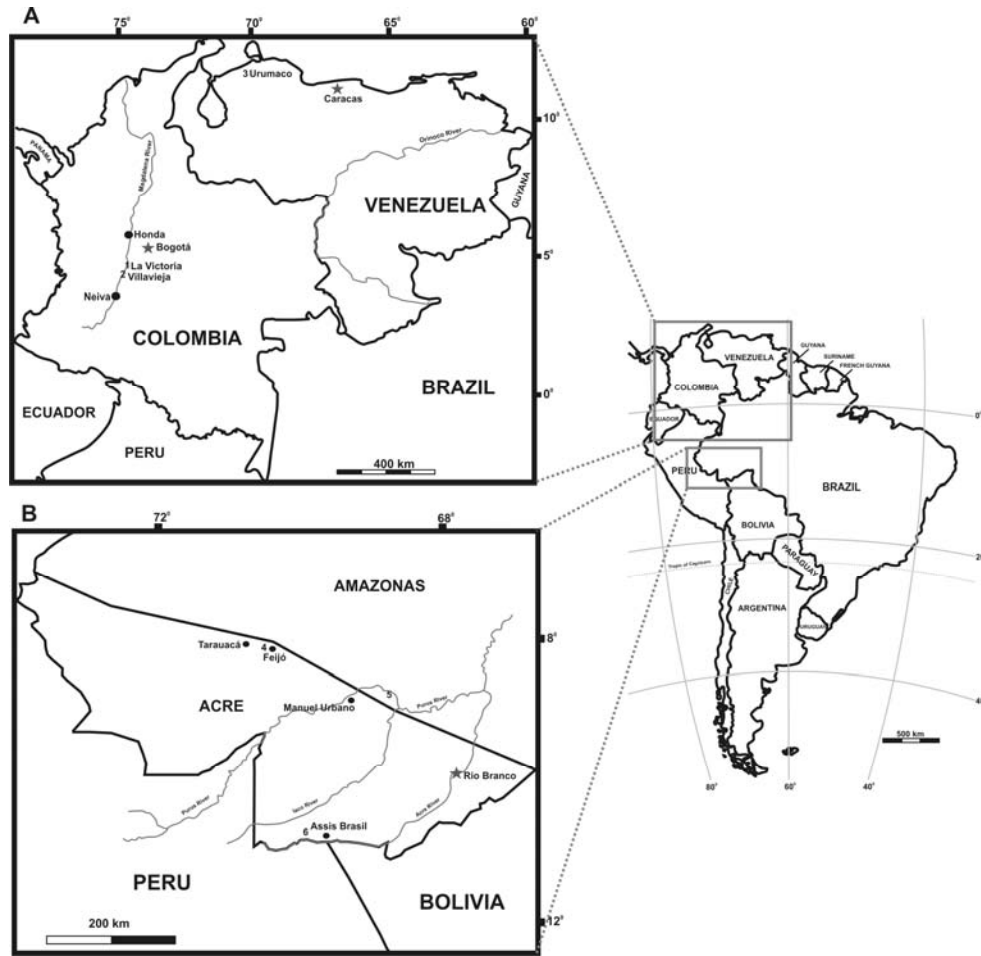 A
75°
70°
65°
60°
3 Urumaco
Caracas
10°
Orinoco River
PANAMA
Magdalena River
GUYANA
VENEZUELA
Honda
Bogotá
5°
1 La Victoria
2 Villavieja
Neiva
COLOMBIA
BRAZIL
0°
ECUADOR
PERU
400 km
B
72°
68°
AMAZONAS
8°
Tarauacá
4
Feijó
ACRE
Manuel Urbano
5
Purus River
Rio Branco
Purus River
Iaco River
Acre River
6
Assis Brasil
PERU
BOLIVIA
200 km
12°
GUYANA
SURINAME
VENEZUELA
FRENCH GUYANA
COLOMBIA
0°
ECUADOR
PERU
BRAZIL
BOLIVIA
2
PARAGUAY
Tropic of Capricorn
CHILE
ARGENTINA
URUGUAY
4
500 km
80°
60°
40°